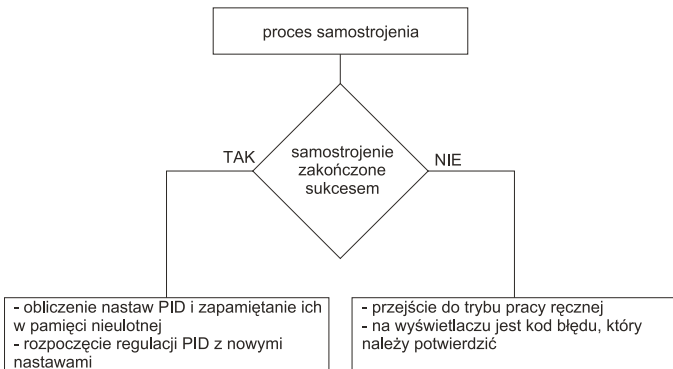 proces samostrojenia
samostrojenie
zakończone
sukcesem
TAK
NIE
- obliczenie nastaw PID i zapamiętanie ich
w pamięci nieulotnej
- rozpoczęcie regulacji PID z nowymi
nastawami
- przejście do trybu pracy ręcznej
- na wyświetlaczu jest kod błędu, który
należy potwierdzić